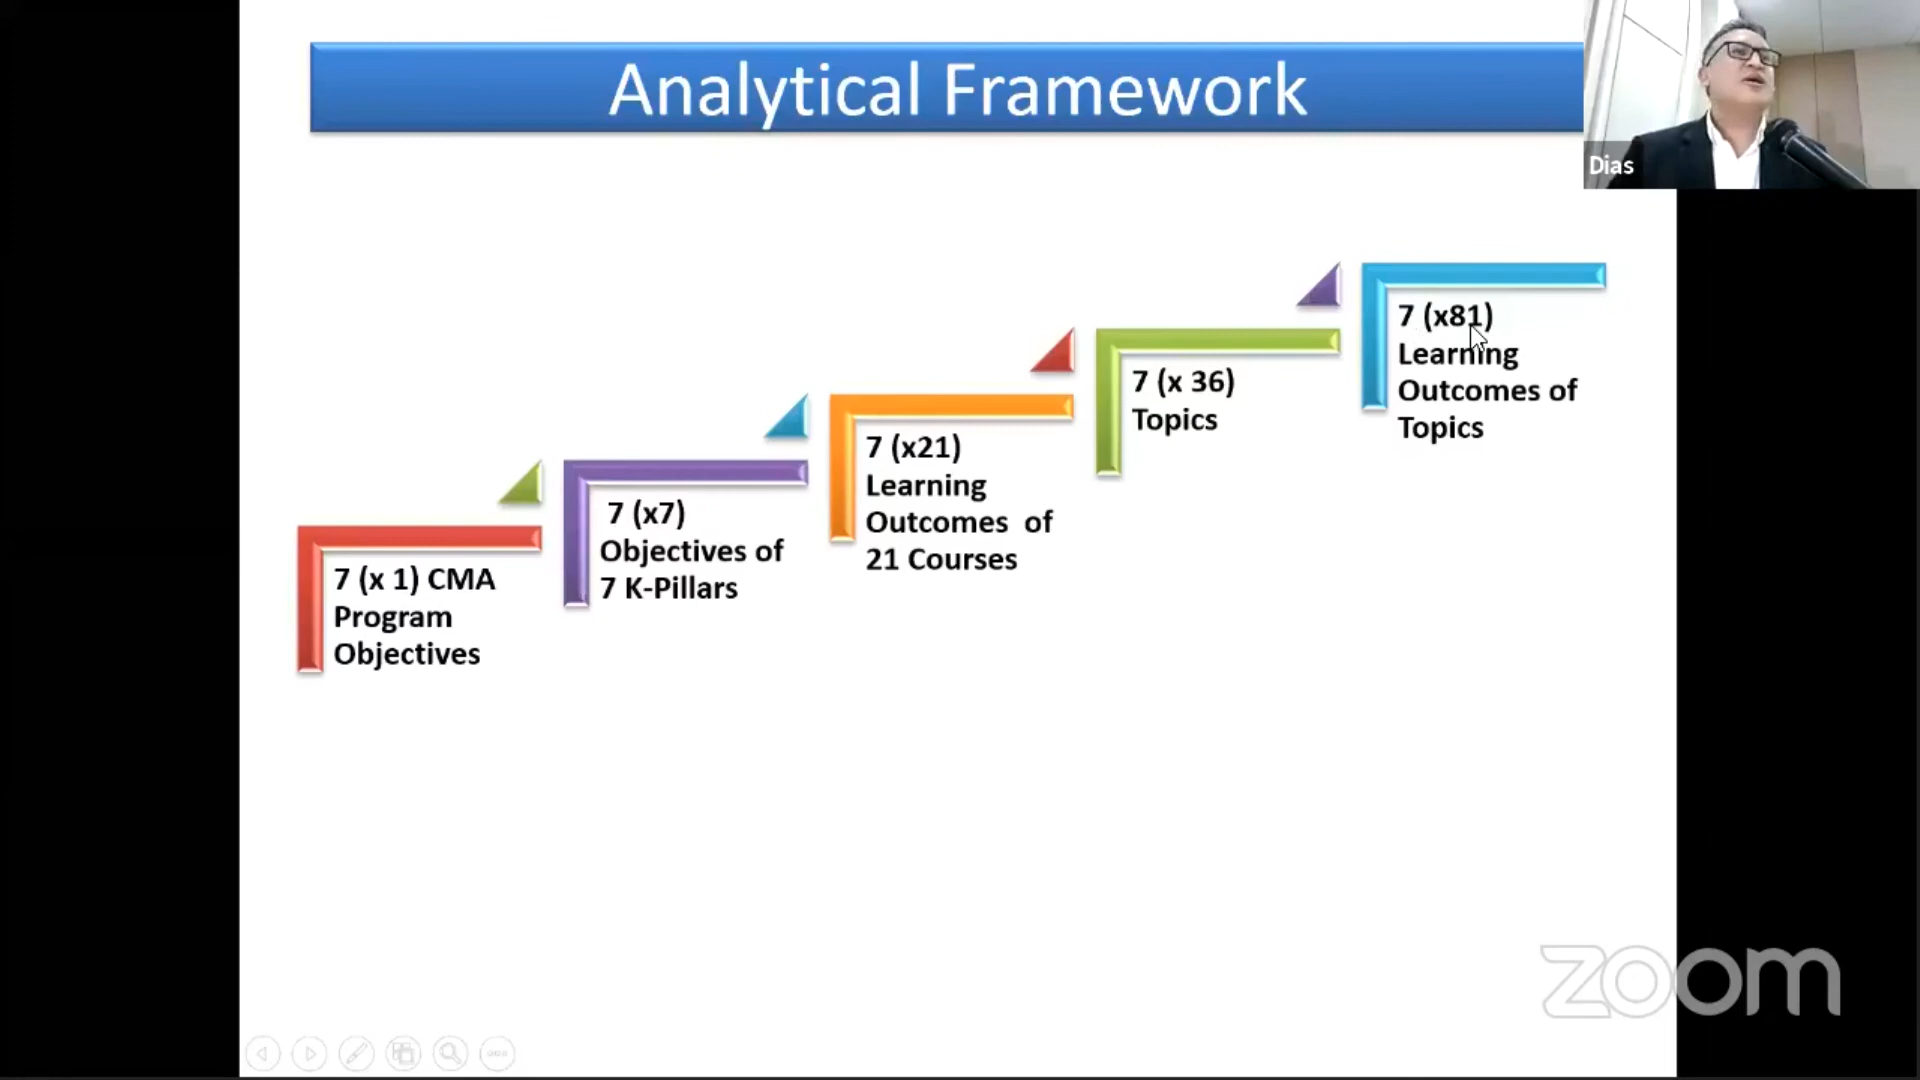 Analytical Framework
Dias
7 (x 1) CMA
Program
Objectives
7 (x7)
Objectives of
7 K-Pillars
7 (x21)
Learning
Outcomes of
21 Courses
7 (x 36)
Topics
7 (x81)
Learning
Outcomes of
Topics
zoom